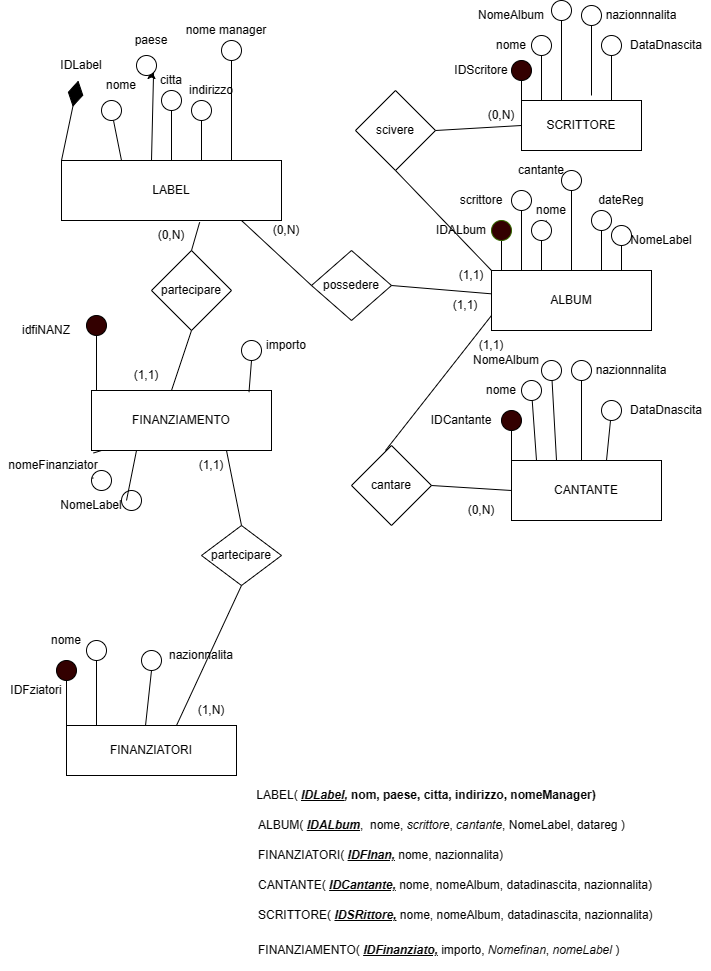 nome manager
paese
IDLabel
nome
citta
indirizzo
LABEL
(0,N)
(0,N)
partecipare
possedere
idfiNANZ
importo
(1,1)
FINANZIAMENTO
nomeFinanziator
(1,1)
NomeLabel
partecipare
nome
nazionnalita
IDFziatori
(1,N)
FINANZIATORI
NomeAlbum
nazionnnalita
nome
DataDnascita
IDScritore
(0,N)
SCRITTORE
scivere
cantante
scrittore
nome
dateReg
IDALbum
NomeLabel
(1,1)
ALBUM
(1,1)
(1,1)
NomeAlbum
nazionnnalita
nome
DataDnascita
IDCantante
cantare
CANTANTE
(0,N)
LABEL( IDLabel, nom, paese, citta, indirizzo, nomeManager)
ALBUM( IDALbum, nome, scrittore, cantante, NomeLabel, datareg )
FINANZIATORI( IDFInan, nome, nazionnalita)
CANTANTE( IDCantante, nome, nomeAlbum, datadinascita, nazionnalita)
SCRITTORE( IDSRittore, nome, nomeAlbum, datadinascita, nazionnalita)
FINANZIAMENTO( IDFinanziato, importo, Nomefinan, nomeLabel )